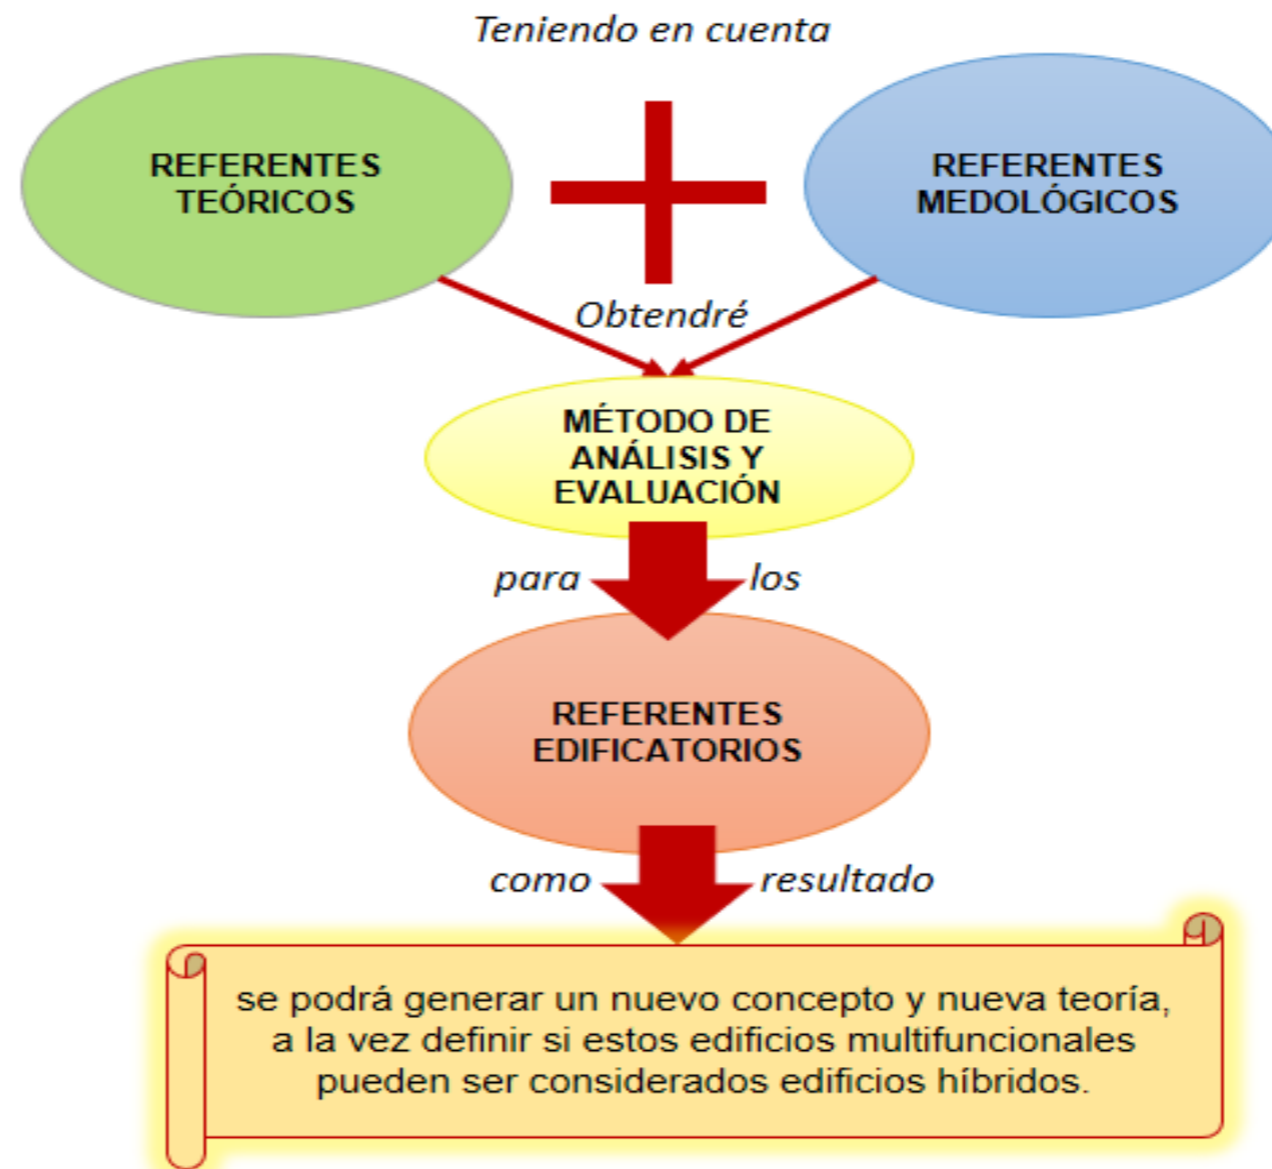 Teniendo en cuenta
REFERENTES
TEÓRICOS
REFERENTES
MEDOLÓGICOS
Obtendré
MÉTODO DE
ANÁLISIS Y
EVALUACIÓN
para los
REFERENTES
EDIFICATORIOS
como resultado
se podrá generar un nuevo concepto y nueva teoría,
a la vez definir si estos edificios multifuncionales
pueden ser considerados edificios híbridos.